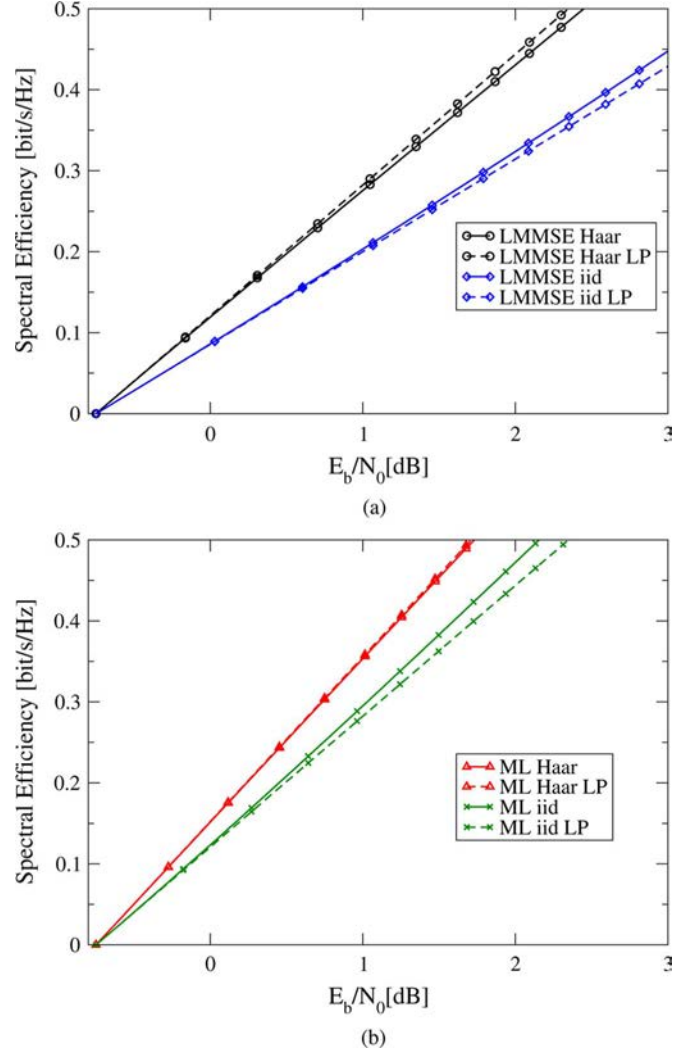 0.5
0.4
0.3
0.2
0.1
0
Spectral Efficiency [bit/s/Hz]
LMMSE Haar
LMMSE Haar LP
LMMSE iid
LMMSE iid LP
0 1 2 3
E_b/N_0[dB]
(a)
0.5
0.4
0.3
0.2
0.1
0
Spectral Efficiency [bit/s/Hz]
ML Haar
ML Haar LP
ML iid
ML iid LP
0 1 2 3
E_b/N_0[dB]
(b)